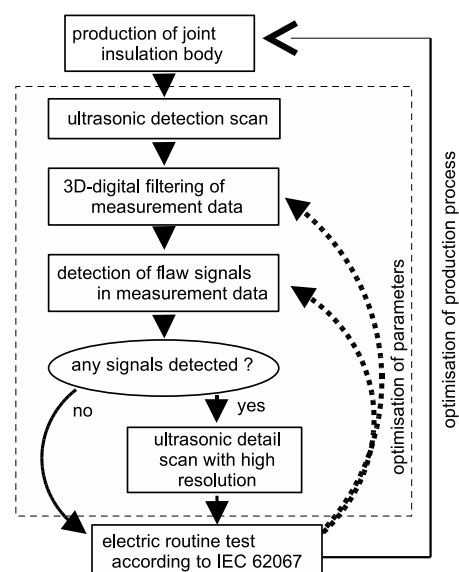 production of joint
insulation body
ultrasonic detection scan
3D-digital filtering of
measurement data
detection of flaw signals
in measurement data
any signals detected ?
no
yes
ultrasonic detail
scan with high
resolution
electric routine test
according to IEC 62067
optimisation of parameters
optimisation of production process